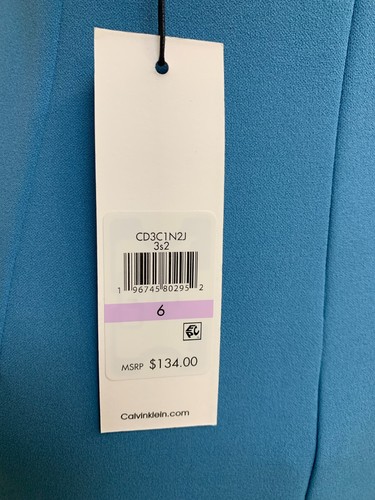 CD3C1N2J
3s2
1 96745 80295 2
6
MSRP $134.00
Calvinklein.com